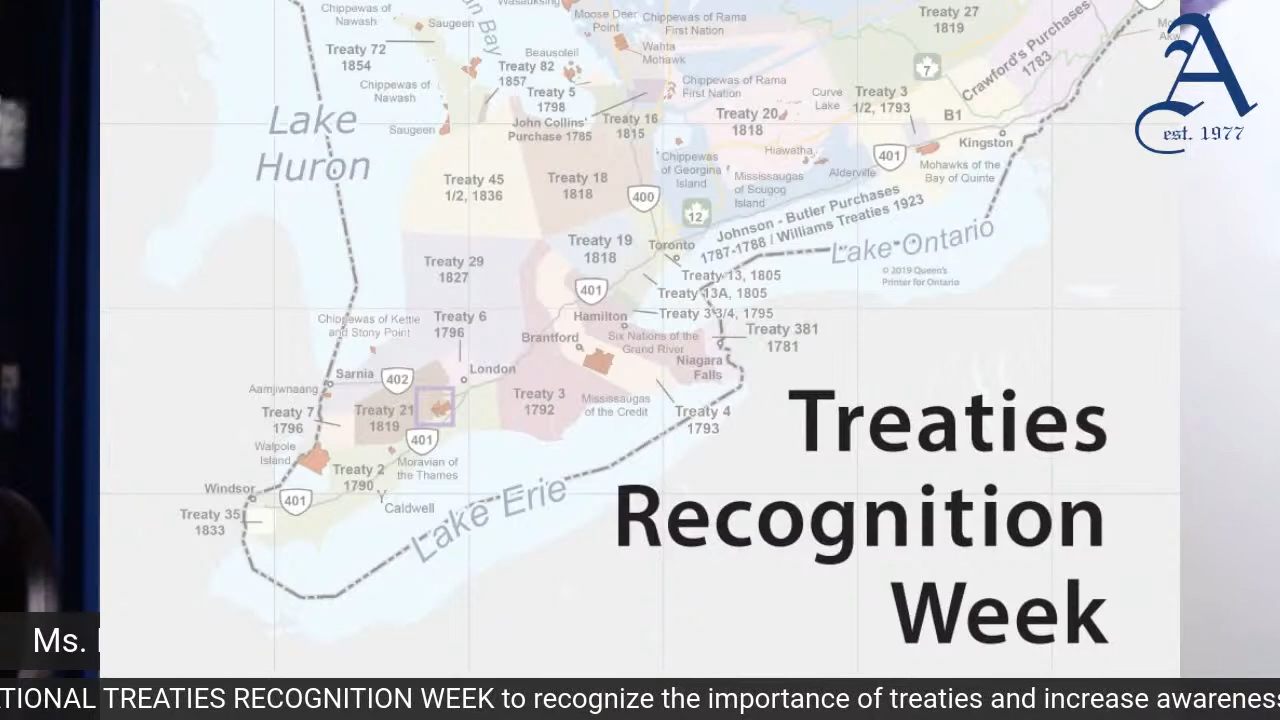 Chippewas of
Nawash
Saugeen
Moose Deer
Point
Chippewas of Rama
First Nation
Treaty 27
1819
Crawford's Purchases
1783
7
Treaty 72
1854
Beausoleil
Wahta
Mohawk
Treaty 82
1857
Chippewas of
Nawash
Treaty 5
1798
Chippewas of Rama
First Nation
Curve
Lake
Treaty 3
1/2, 1793
B1
Lake
Huron
Saugeen
John Collins'
Purchase 1785
Treaty 16
1815
Treaty 20
1818
Kingston
Chippewas
of Georgina
Island
Hiawatha
401
Mississaugas
of Scugog
Island
Alderville
Mohawks of the
Bay of Quinte
Treaty 45
1/2, 1836
Treaty 18
1818
400
12
Johnson - Butler Purchases
1787-1788 / Williams Treaties 1923
Treaty 19
1818
Toronto
Lake Ontario
© 2019 Queen's
Printer for Ontario
Treaty 29
1827
401
Treaty 13, 1805
Treaty 13A, 1805
Treaty 3 3/4, 1795
Chippewas of Kettle
and Stony Point
Treaty 6
1796
Hamilton
Brantford
Six Nations of the
Grand River
Treaty 381
1781
Niagara
Falls
Sarnia
402
London
Aamjiwnaang
Treaty 7
1796
Treaty 21
1819
Treaty 3
1792
Mississaugas
of the Credit
Treaty 4
1793
401
Walpole
Island
Moravian of
the Thames
Treaty 2
1790
Windsor
401
Caldwell
Treaty 35
1833
Lake Erie
A
est. 1977
Treaties
Recognition
Week
Ms.
TIONAL TREATIES RECOGNITION WEEK to recognize the importance of treaties and increase awareness